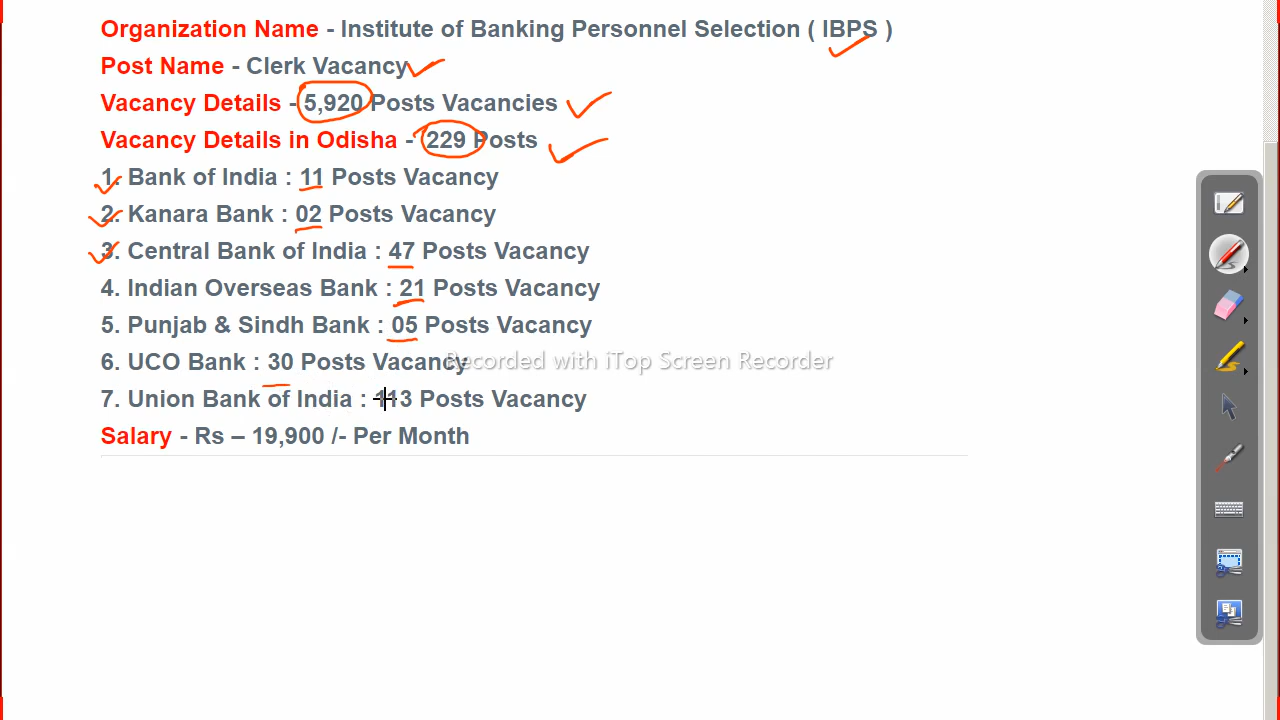 Organization Name - Institute of Banking Personnel Selection ( IBPS )
Post Name - Clerk Vacancy
Vacancy Details - 5,920 Posts Vacancies
Vacancy Details in Odisha - 229 Posts
1. Bank of India : 11 Posts Vacancy
2. Kanara Bank : 02 Posts Vacancy
3. Central Bank of India : 47 Posts Vacancy
4. Indian Overseas Bank : 21 Posts Vacancy
5. Punjab & Sindh Bank : 05 Posts Vacancy
6. UCO Bank : 30 Posts Vacancy
Recorded with iTop Screen Recorder
7. Union Bank of India : 113 Posts Vacancy
Salary - Rs – 19,900 /- Per Month